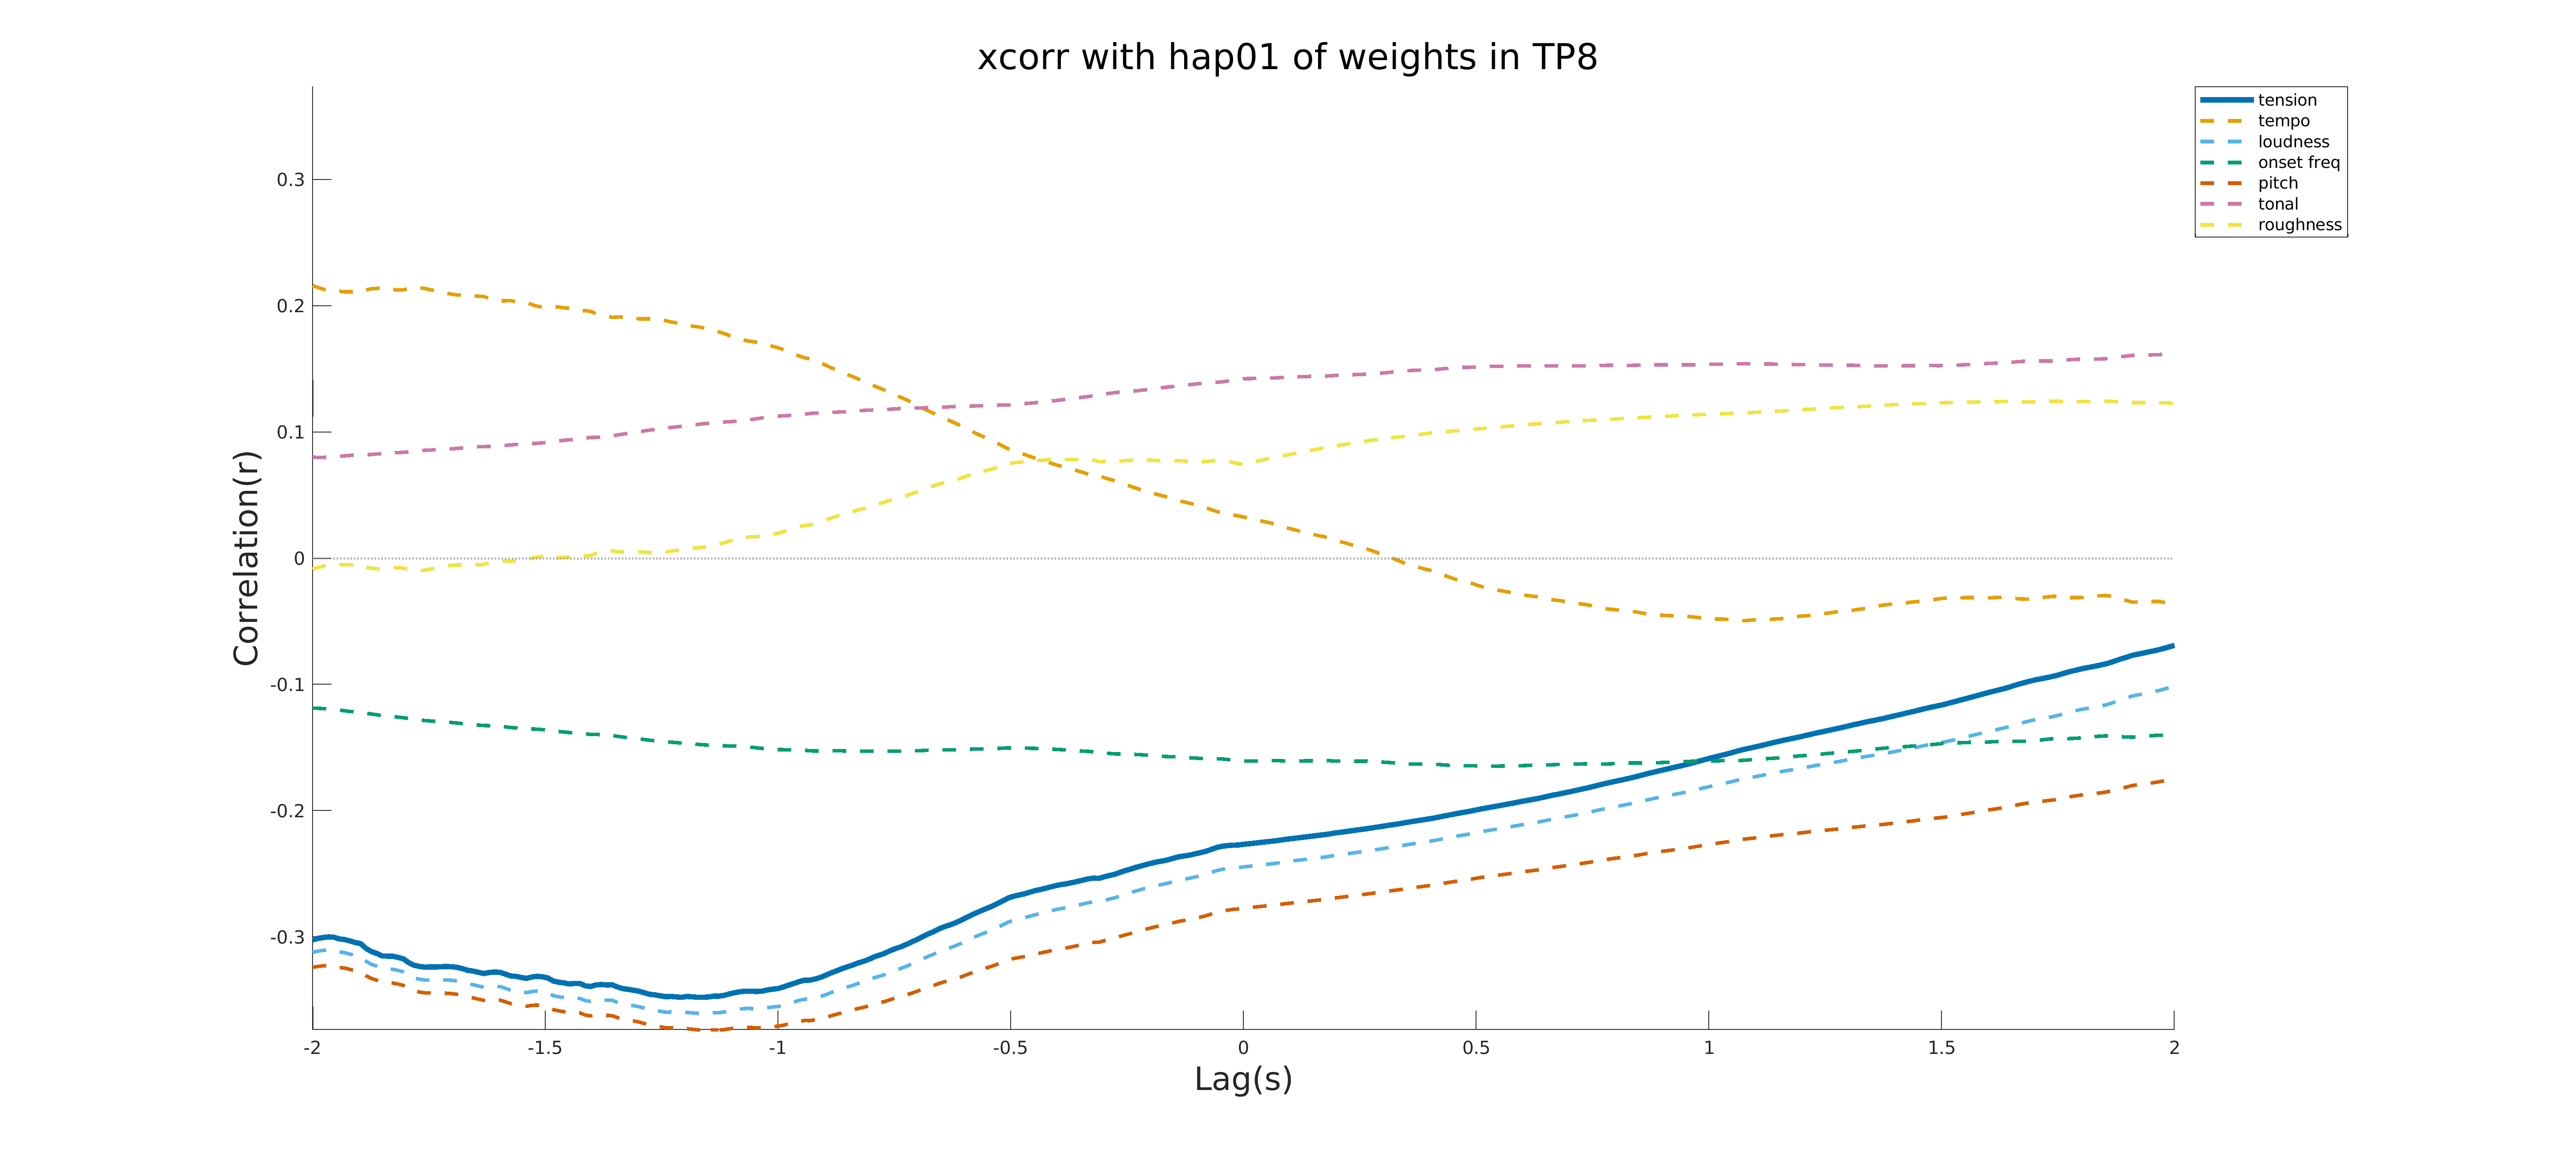 xcorr with hap01 of weights in TP8
tension
tempo
loudness
onset freq
pitch
tonal
roughness
0.3
0.2
0.1
0
-0.1
-0.2
-0.3
Correlation(r)
-2 -1.5 -1 -0.5 0 0.5 1 1.5 2
Lag(s)